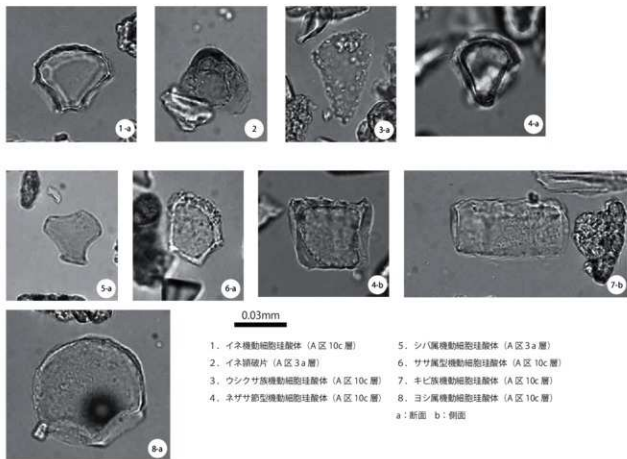 1-a
2
3-a
4-a
5-a
6-a
4-b
7-b
8-a
0.03mm
1. イネ機動細胞珪酸体（A区10c層）
2. イネ頴破片（A区3a層）
3. ウシクサ族機動細胞珪酸体（A区10c層）
4. ネザサ節型機動細胞珪酸体（A区10c層）
5. シバ属機動細胞珪酸体（A区3a層）
6. ササ属型機動細胞珪酸体（A区10c層）
7. キビ族機動細胞珪酸体（A区10c層）
8. ヨシ属機動細胞珪酸体（A区10c層）
a：断面 b：側面